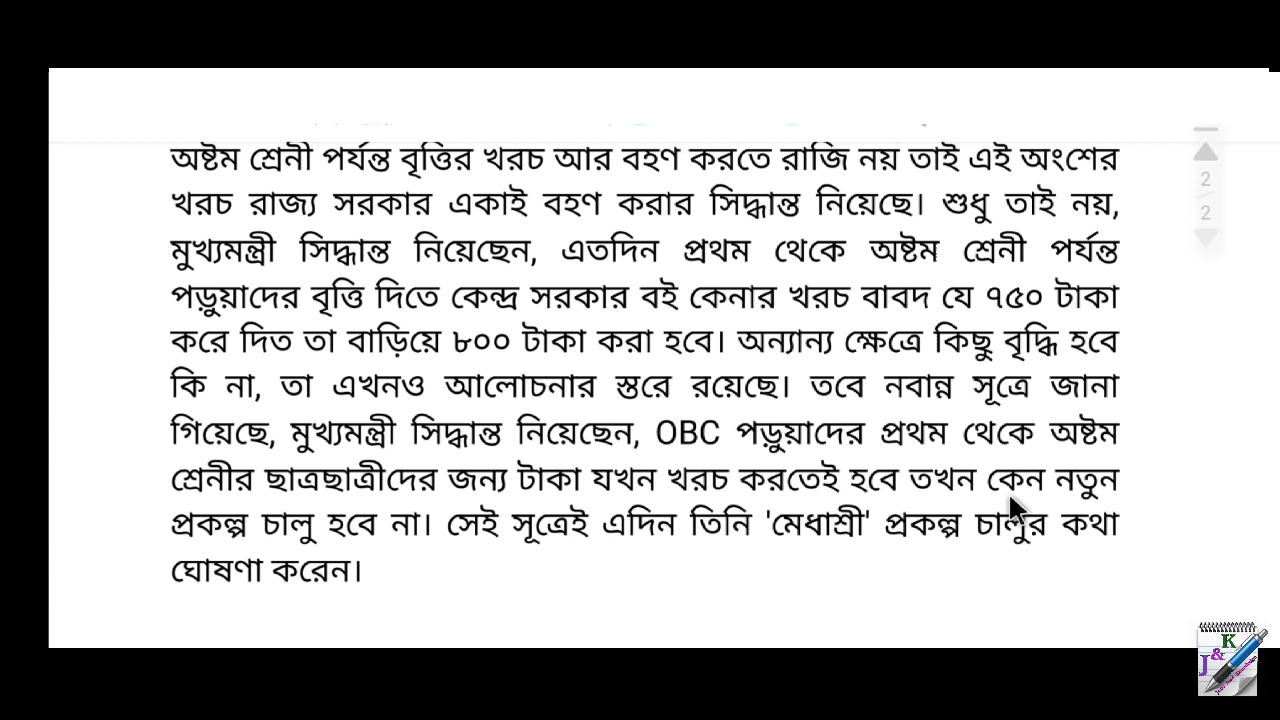 অষ্টম শ্রেনী পর্যন্ত বৃত্তির খরচ আর বহণ করতে রাজি নয় তাই এই অংশের
খরচ রাজ্য সরকার একাই বহণ করার সিদ্ধান্ত নিয়েছে। শুধু তাই নয়,
মুখ্যমন্ত্রী সিদ্ধান্ত নিয়েছেন, এতদিন প্রথম থেকে অষ্টম শ্রেনী পর্যন্ত
পড়ুয়াদের বৃত্তি দিতে কেন্দ্র সরকার বই কেনার খরচ বাবদ যে ৭৫০ টাকা
করে দিত তা বাড়িয়ে ৮০০ টাকা করা হবে। অন্যান্য ক্ষেত্রে কিছু বৃদ্ধি হবে
কি না, তা এখনও আলোচনার স্তরে রয়েছে। তবে নবান্ন সূত্রে জানা
গিয়েছে, মুখ্যমন্ত্রী সিদ্ধান্ত নিয়েছেন, OBC পড়ুয়াদের প্রথম থেকে অষ্টম
শ্রেনীর ছাত্রছাত্রীদের জন্য টাকা যখন খরচ করতেই হবে তখন কেন নতুন
প্রকল্প চালু হবে না। সেই সূত্রেই এদিন তিনি 'মেধাশ্রী' প্রকল্প চালুর কথা
ঘোষণা করেন।
2
2
J&K